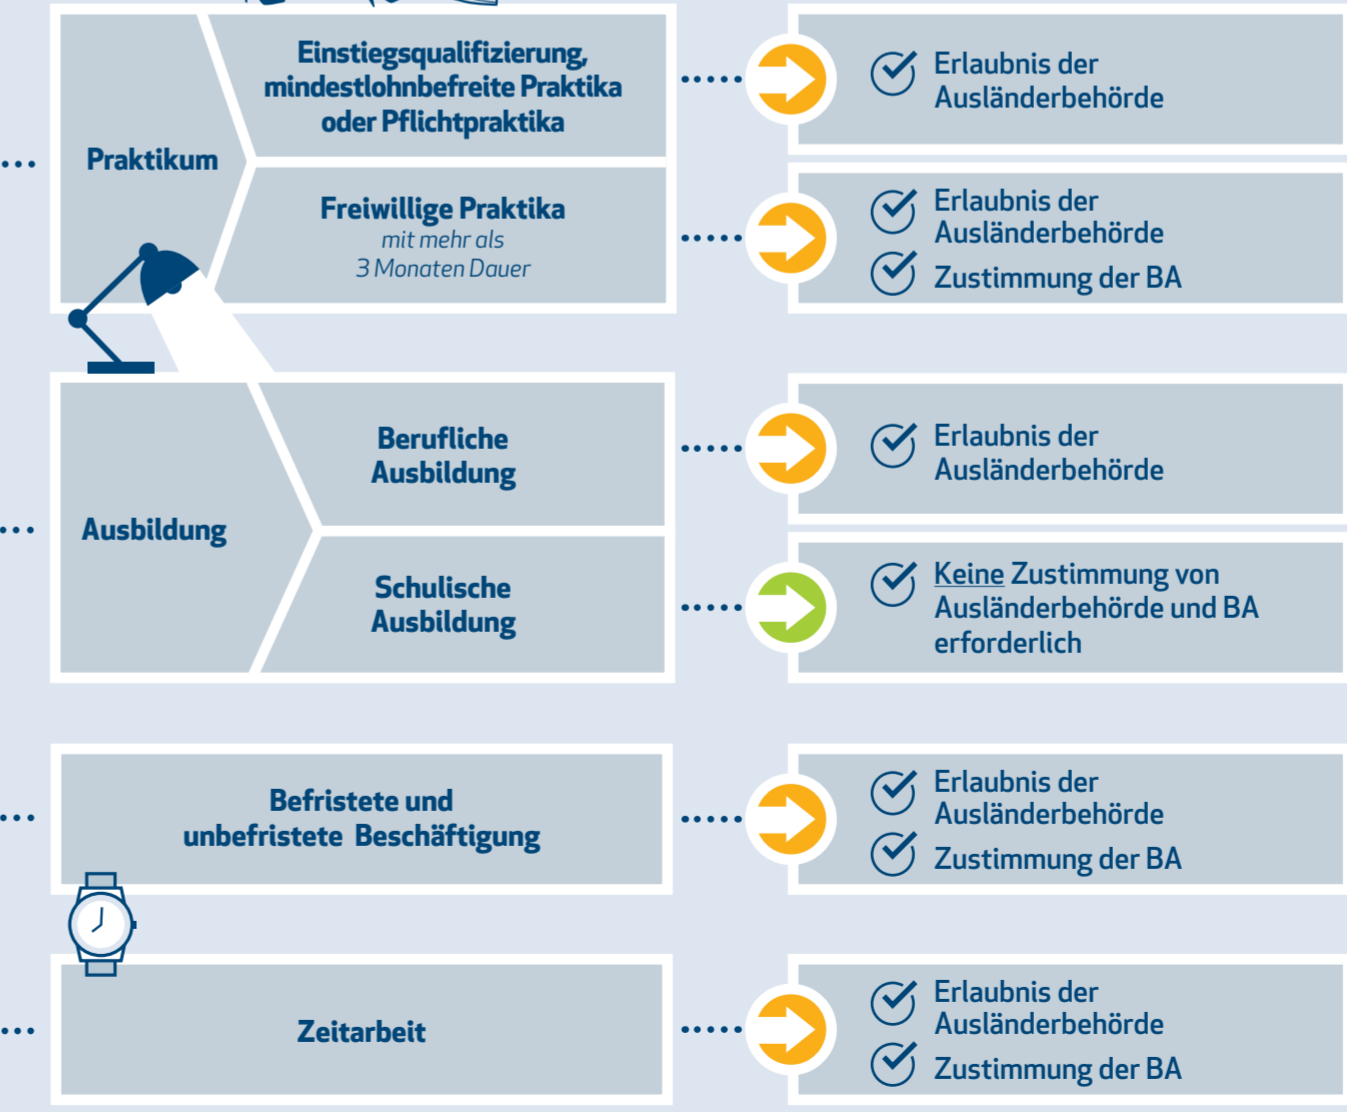 Praktikum
Einstiegsqualifizierung,
mindestlohnbefreite Praktika
oder Pflichtpraktika
Erlaubnis der
Ausländerbehörde
Freiwillige Praktika
mit mehr als
3 Monaten Dauer
Erlaubnis der
Ausländerbehörde
Zustimmung der BA
Ausbildung
Berufliche
Ausbildung
Erlaubnis der
Ausländerbehörde
Schulische
Ausbildung
Keine Zustimmung von
Ausländerbehörde und BA
erforderlich
Befristete und
unbefristete Beschäftigung
Erlaubnis der
Ausländerbehörde
Zustimmung der BA
Zeitarbeit
Erlaubnis der
Ausländerbehörde
Zustimmung der BA